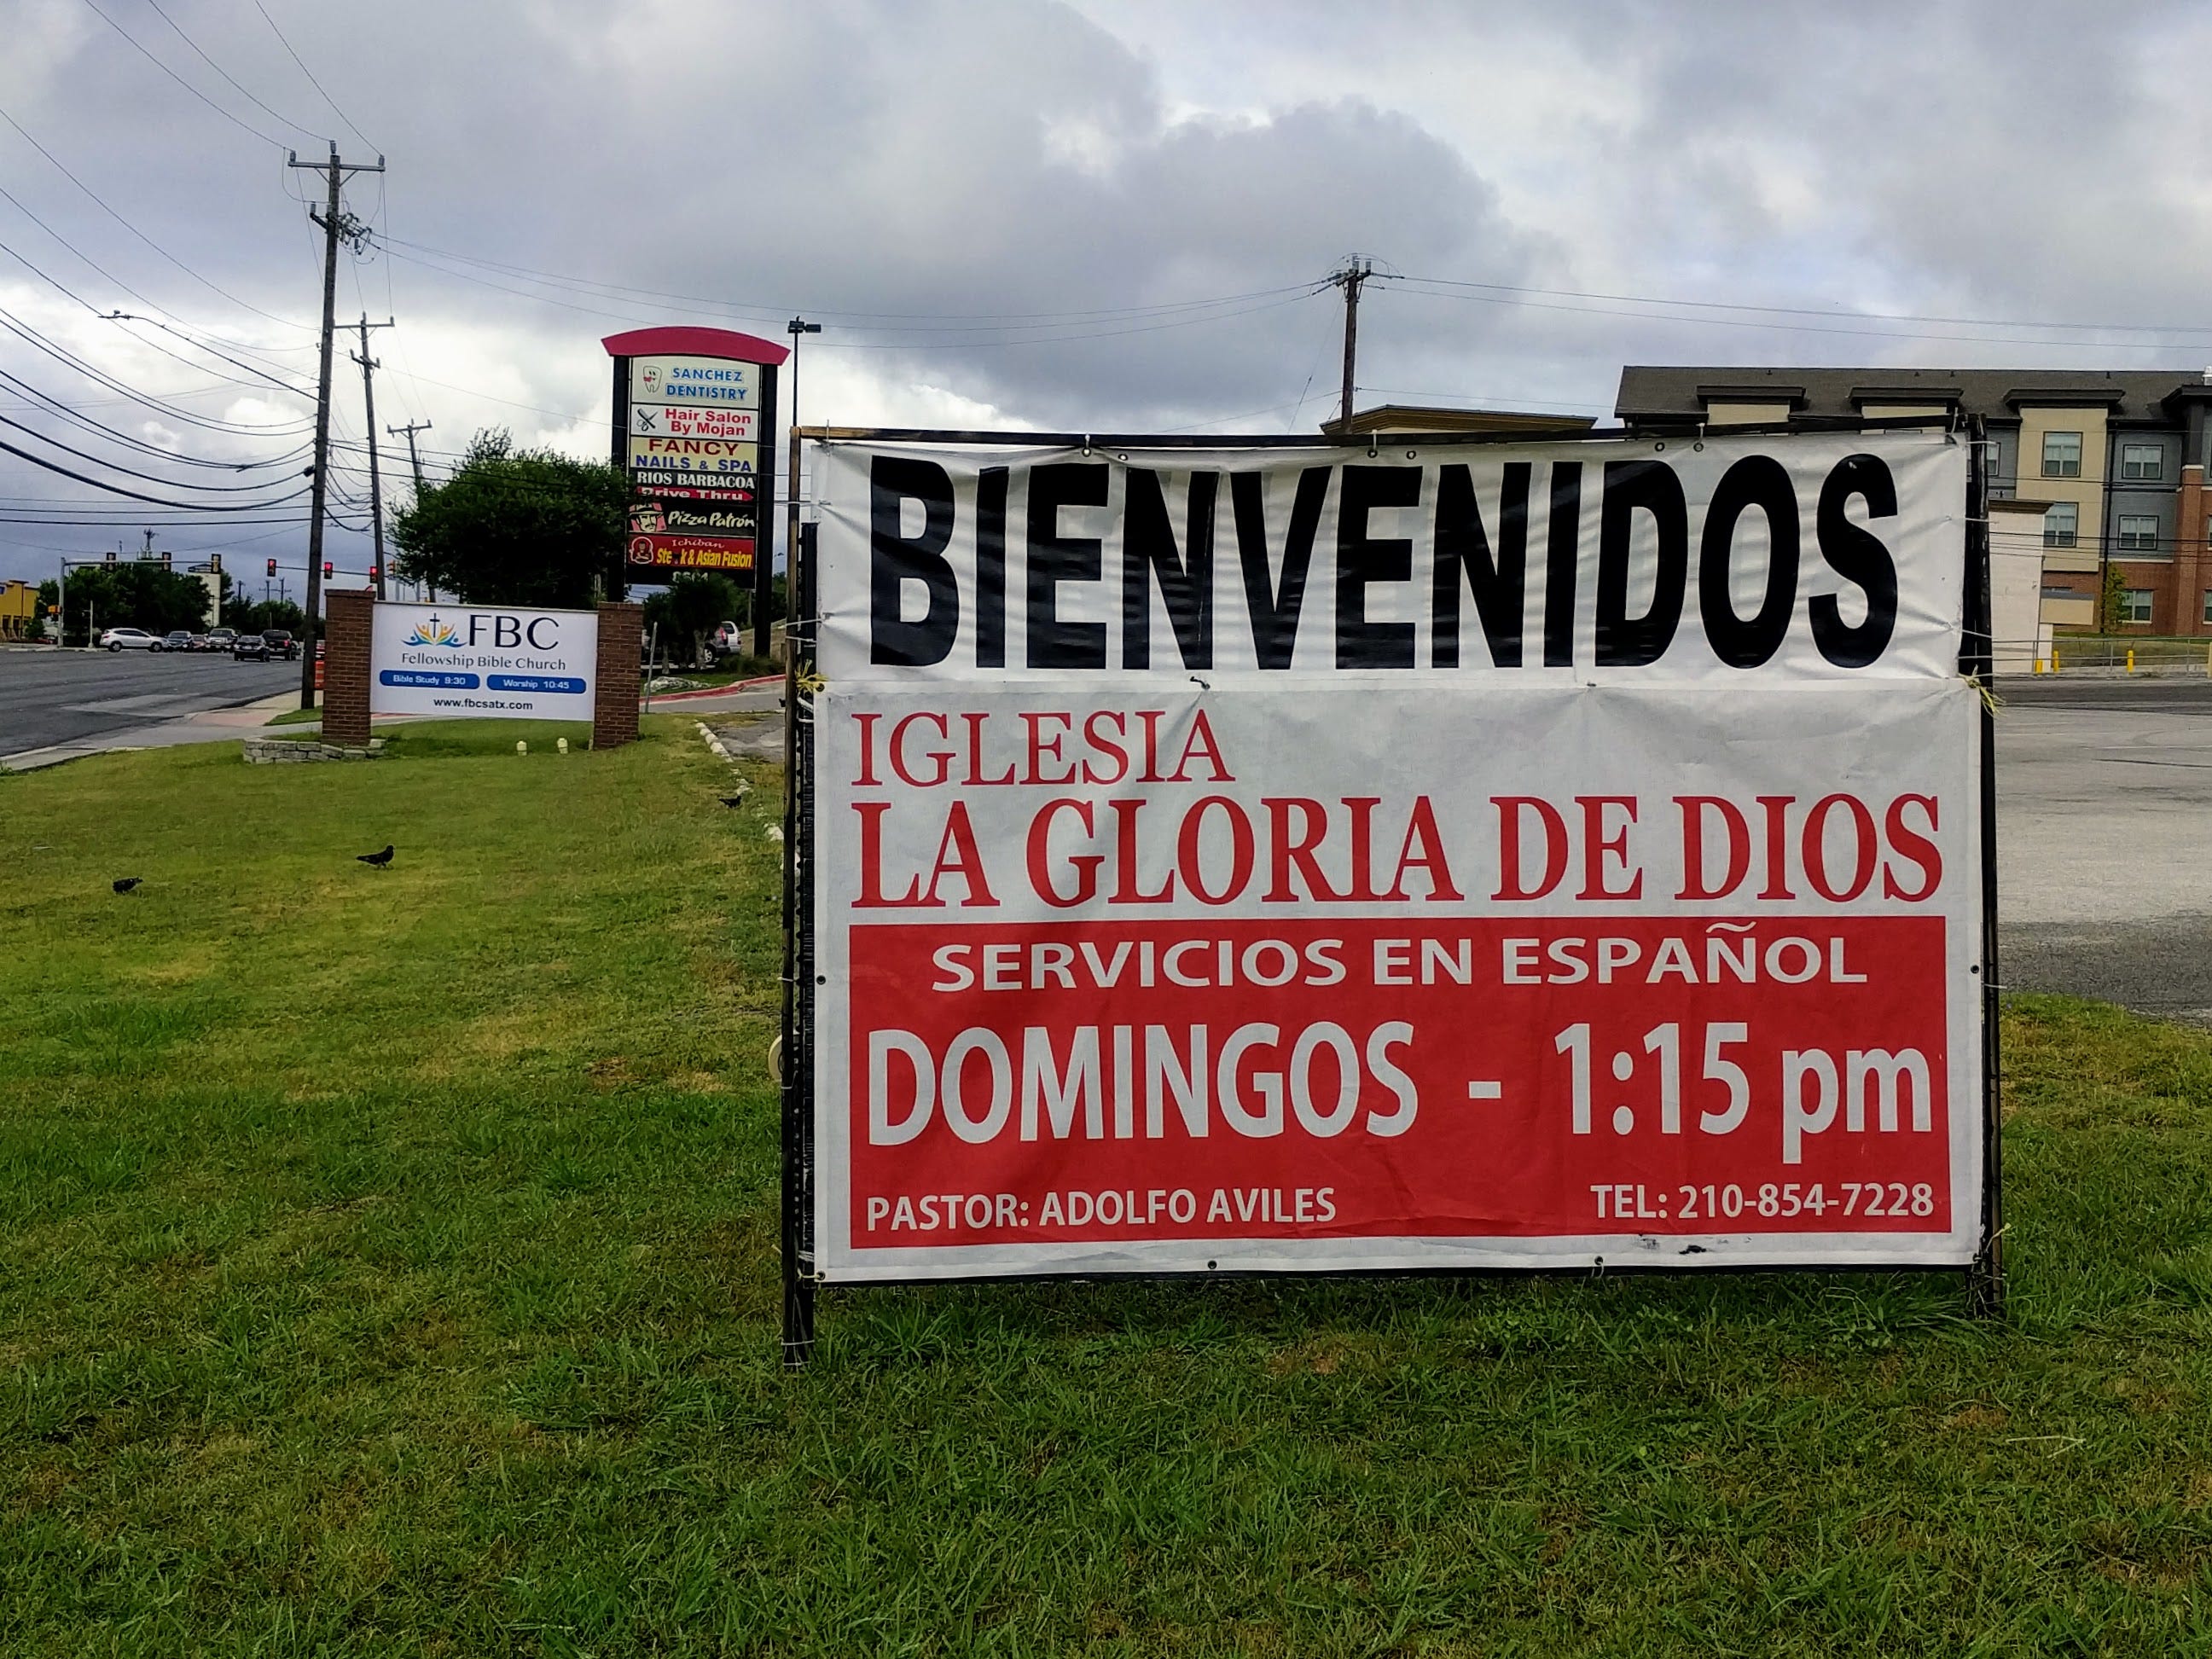 SANCHEZ
DENTISTRY
Hair Salon
By Mojan
FANCY
NAILS & SPA
RIOS BARBACOA
Drive Thru
Pizza Patrón
Ichiban
& Asian Fusion
FBC
Fellowship Bible Church
Bible Study 9:30
Worship 10:45
www.fbcsatx.com
BIENVENIDOS
IGLESIA
LA GLORIA DE DIOS
SERVICIOS EN ESPAÑOL
DOMINGOS - 1:15 pm
PASTOR: ADOLFO AVILES
TEL: 210-854-7228